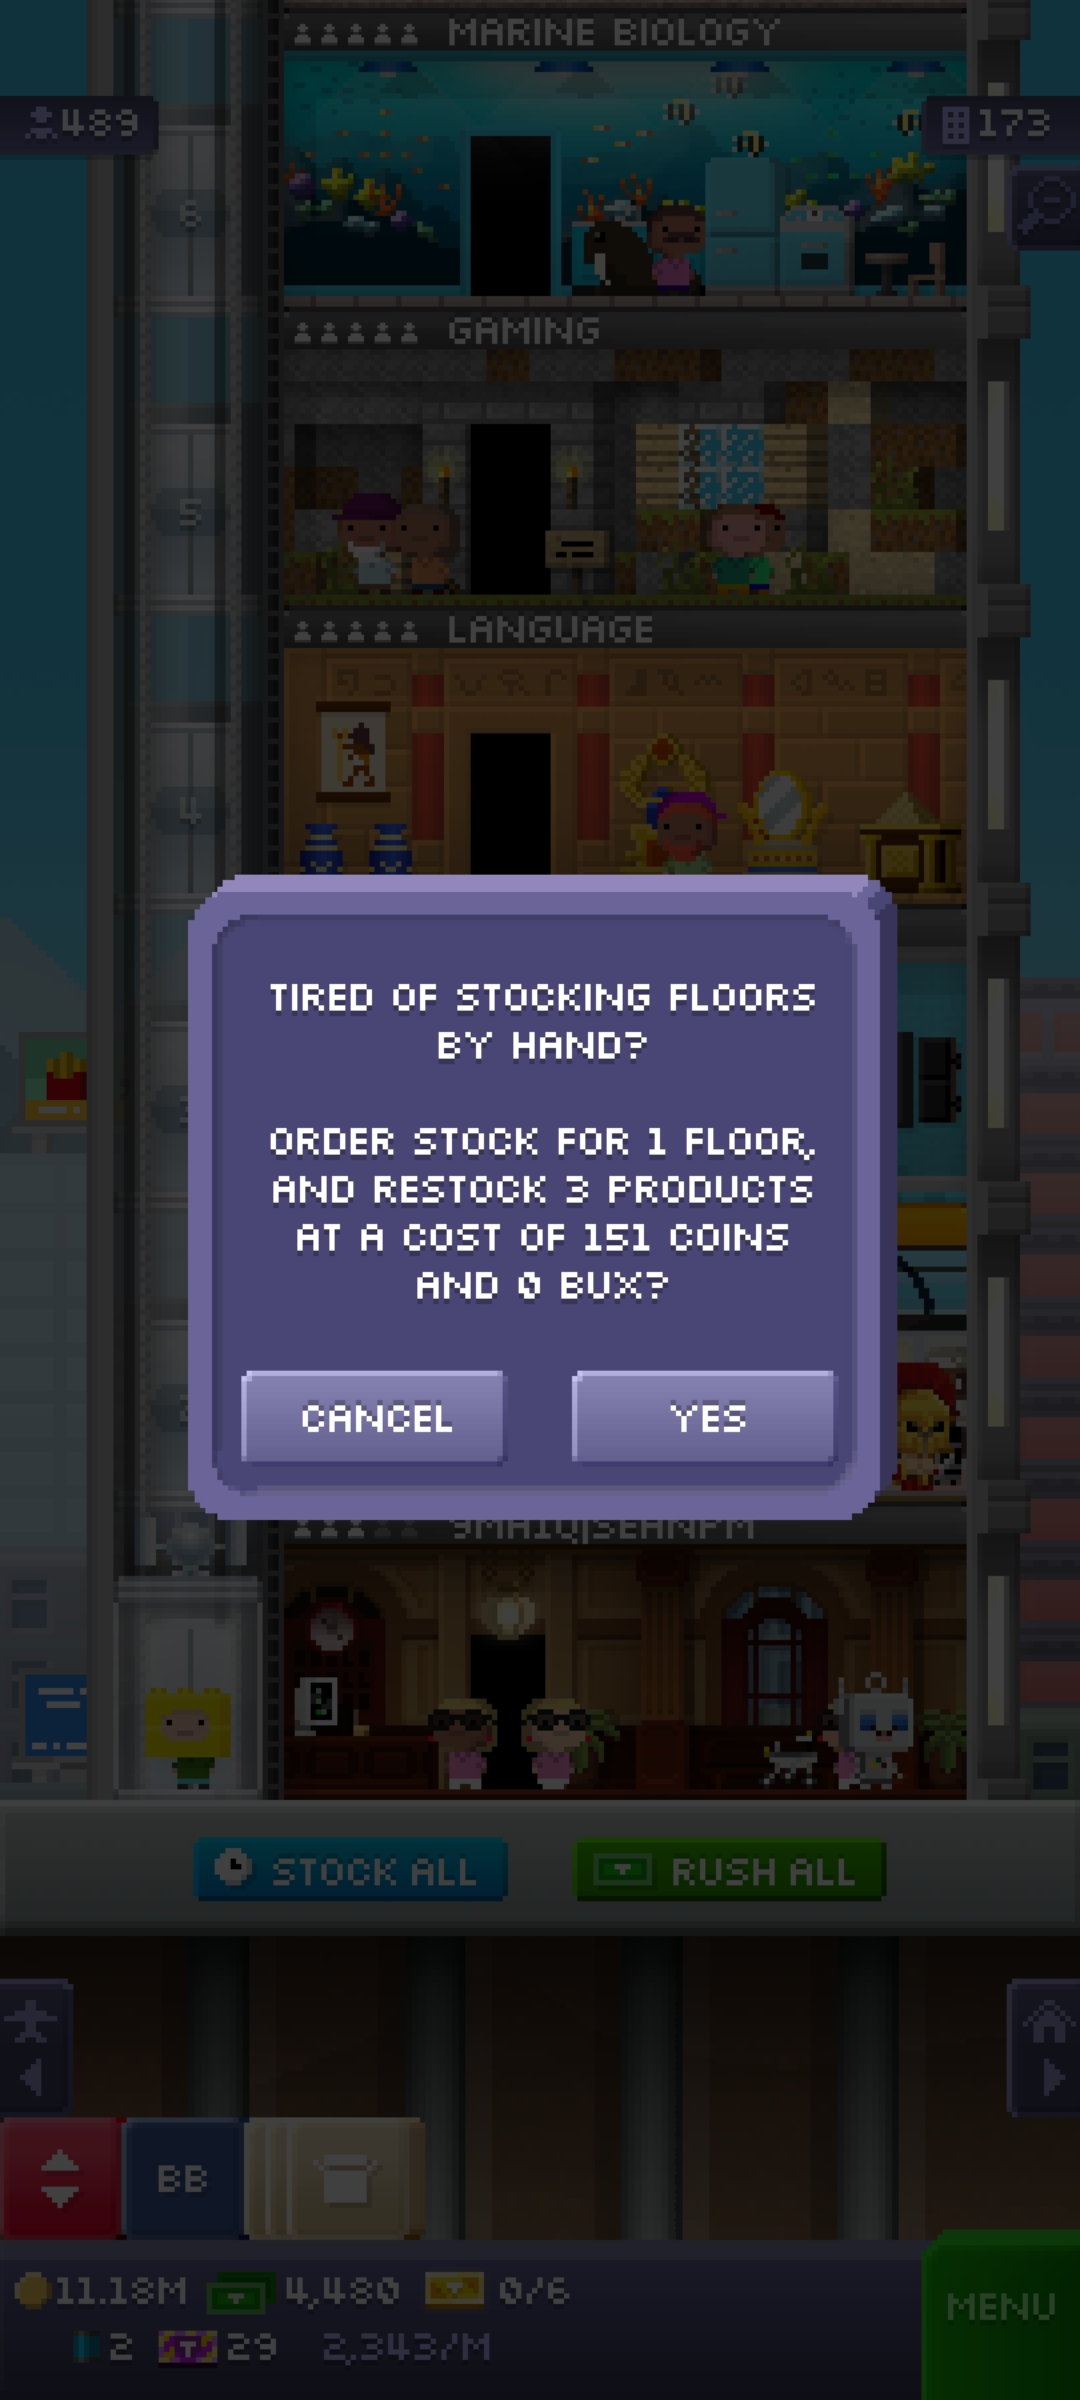 MARINE BIOLOGY
489
173
6
GAMING
5
LANGUAGE
4
TIRED OF STOCKING FLOORS
BY HAND?
ORDER STOCK FOR 1 FLOOR,
AND RESTOCK 3 PRODUCTS
AT A COST OF 151 COINS
AND 0 BUX?
CANCEL
YES
STOCK ALL
RUSH ALL
BB
11.18M
4,480
0/6
MENU
2
29
2,343/M